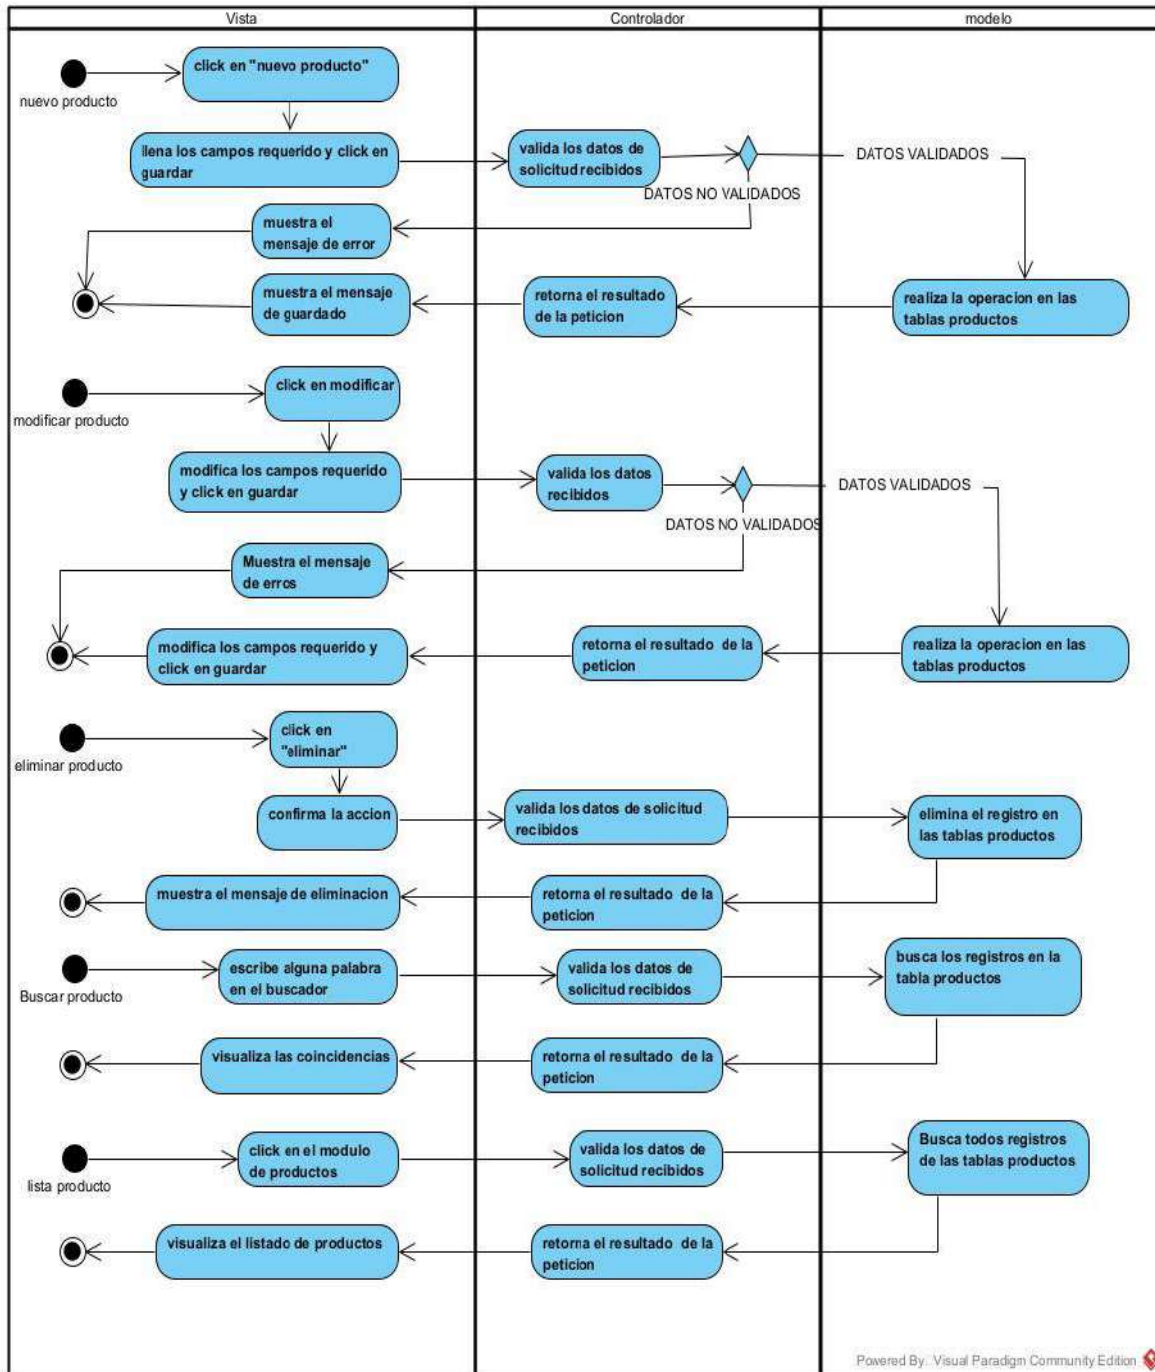 Vista
Controlador
modelo
click en "nuevo producto"
nuevo producto
llena los campos requerido y click en
guardar
valida los datos de
solicitud recibidos
DATOS VALIDADOS
DATOS NO VALIDADOS
muestra el
mensaje de error
muestra el mensaje
de guardado
retorna el resultado
de la peticion
realiza la operacion en las
tablas productos
click en modificar
modificar producto
modifica los campos requerido
y click en guardar
valida los datos
recibidos
DATOS VALIDADOS
DATOS NO VALIDADOS
Muestra el mensaje
de erros
modifica los campos requerido y
click en guardar
retorna el resultado de la
peticion
realiza la operacion en las
tablas productos
click en
"eliminar"
eliminar producto
confirma la accion
valida los datos de solicitud
recibidos
elimina el registro en
las tablas productos
muestra el mensaje de eliminacion
retorna el resultado de la
peticion
escribe alguna palabra
en el buscador
Buscar producto
valida los datos de
solicitud recibidos
busca los registros en la
tabla productos
visualiza las coincidencias
retorna el resultado de la
peticion
click en el modulo
de productos
lista producto
valida los datos de
solicitud recibidos
Busca todos registros
de las tablas productos
visualiza el listado de productos
retorna el resultado de la
peticion
Powered By. Visual Paradigm Community Edition